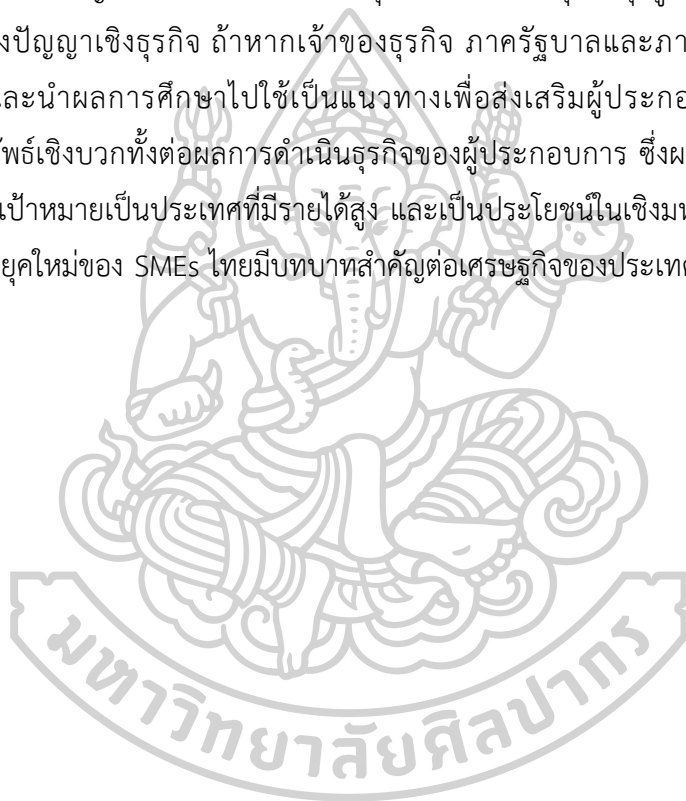 งปัญญาเชิงธุรกิจ ถ้าหากเจ้าของธุรกิจ ภาครัฐบาลและภา
ละนำผลการศึกษาไปใช้เป็นแนวทางเพื่อส่งเสริมผู้ประกอ
พธ์เชิงบวกทั้งต่อผลการดำเนินธุรกิจของผู้ประกอบการ ซึ่งผ
เป้าหมายเป็นประเทศที่มีรายได้สูง และเป็นประโยชน์ในเชิงมห
ยุคใหม่ของ SMEs ไทยมีบทบาทสำคัญต่อเศรษฐกิจของประเทศ
มหาวิทยาลัยศิลปากร